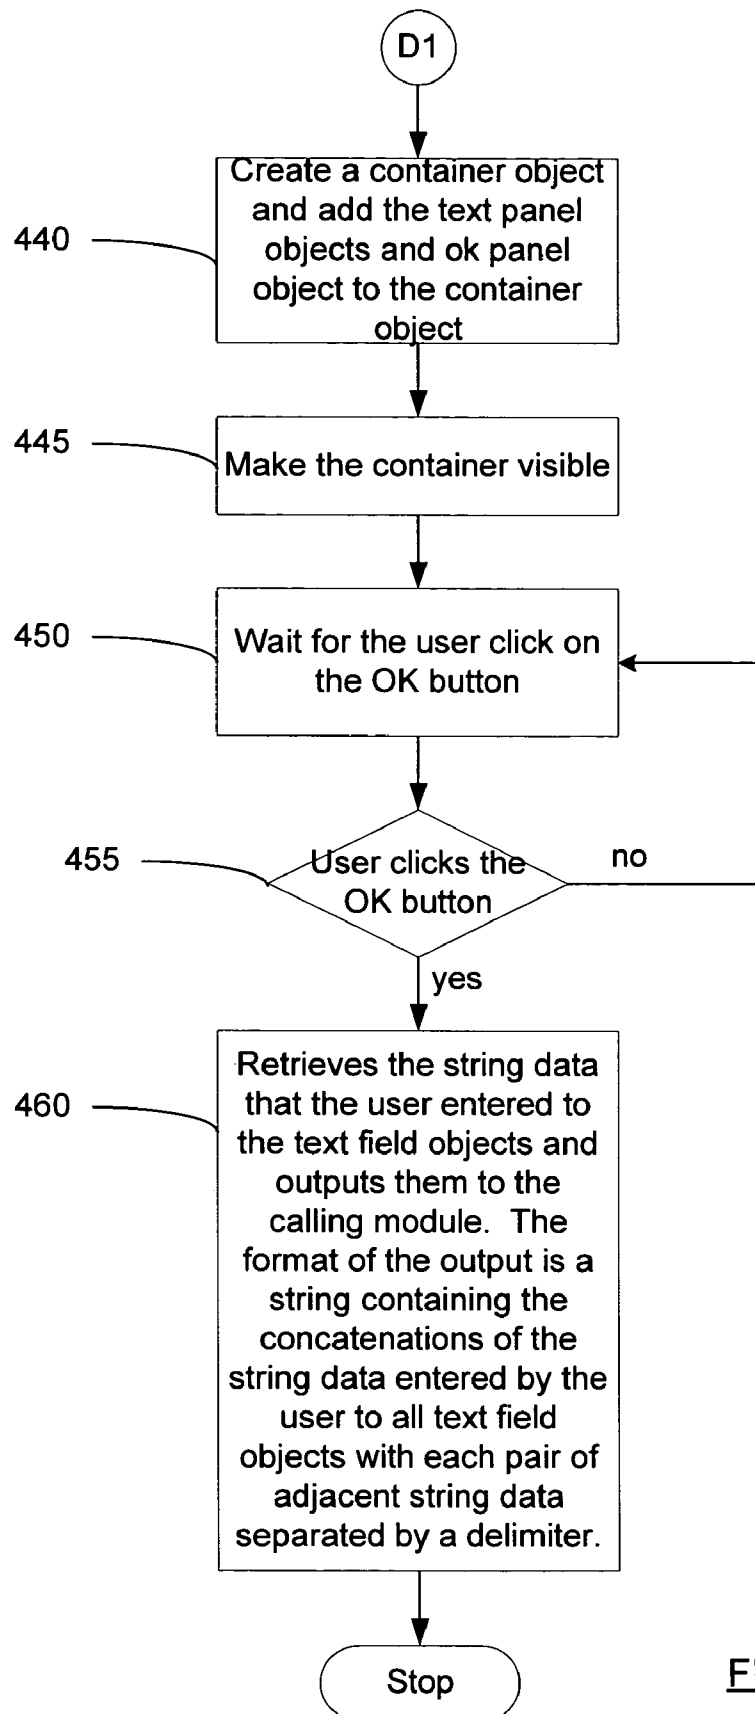 D1
Create a container object
and add the text panel
objects and ok panel
object to the container
object
440
Make the container visible
445
Wait for the user click on
the OK button
450
User clicks the
OK button
455
no
yes
Retrieves the string data
that the user entered to
the text field objects and
outputs them to the
calling module. The
format of the output is a
string containing the
concatenations of the
string data entered by the
user to all text field
objects with each pair of
adjacent string data
separated by a delimiter.
460
Stop